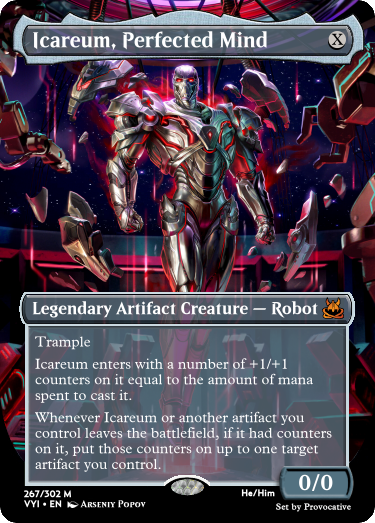 Icareum, Perfected Mind X
Legendary Artifact Creature — Robot
Trample
Icareum enters with a number of +1/+1
counters on it equal to the amount of mana
spent to cast it.
Whenever Icareum or another artifact you
control leaves the battlefield, if it had counters
on it, put those counters on up to one target
artifact you control.
0/0
267/302 M
He/Him
Set by Provocative
VYI • EN Arseniy Popov